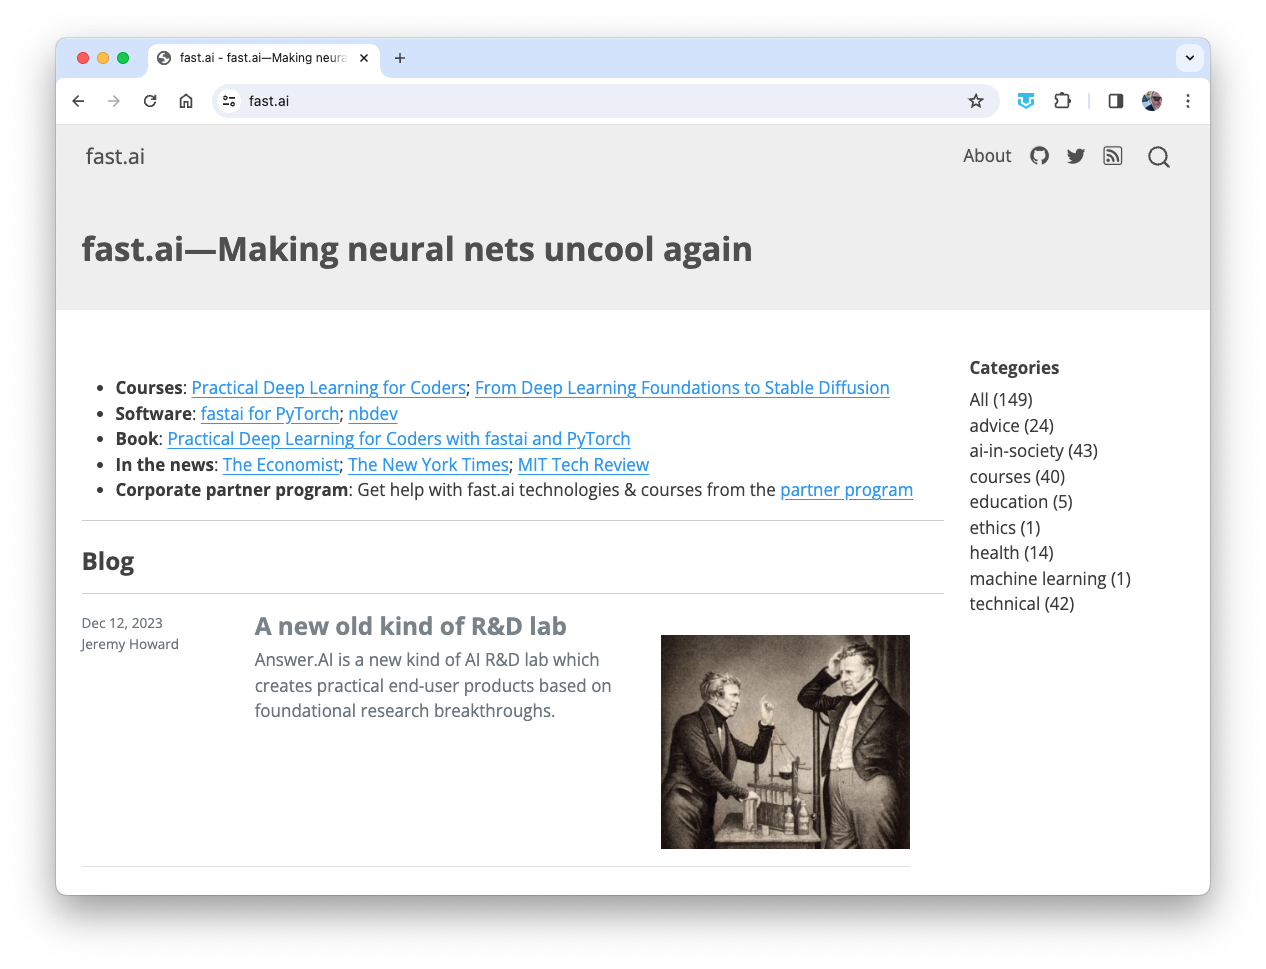 fast.ai - fast.ai—Making neura
fast.ai
fast.ai
About
fast.ai—Making neural nets uncool again
Courses: Practical Deep Learning for Coders; From Deep Learning Foundations to Stable Diffusion
Software: fastai for PyTorch; nbdev
Book: Practical Deep Learning for Coders with fastai and PyTorch
In the news: The Economist; The New York Times; MIT Tech Review
Corporate partner program: Get help with fast.ai technologies & courses from the partner program
Blog
Dec 12, 2023
Jeremy Howard
A new old kind of R&D lab
Answer.AI is a new kind of AI R&D lab which
creates practical end-user products based on
foundational research breakthroughs.
Categories
All (149)
advice (24)
ai-in-society (43)
courses (40)
education (5)
ethics (1)
health (14)
machine learning (1)
technical (42)